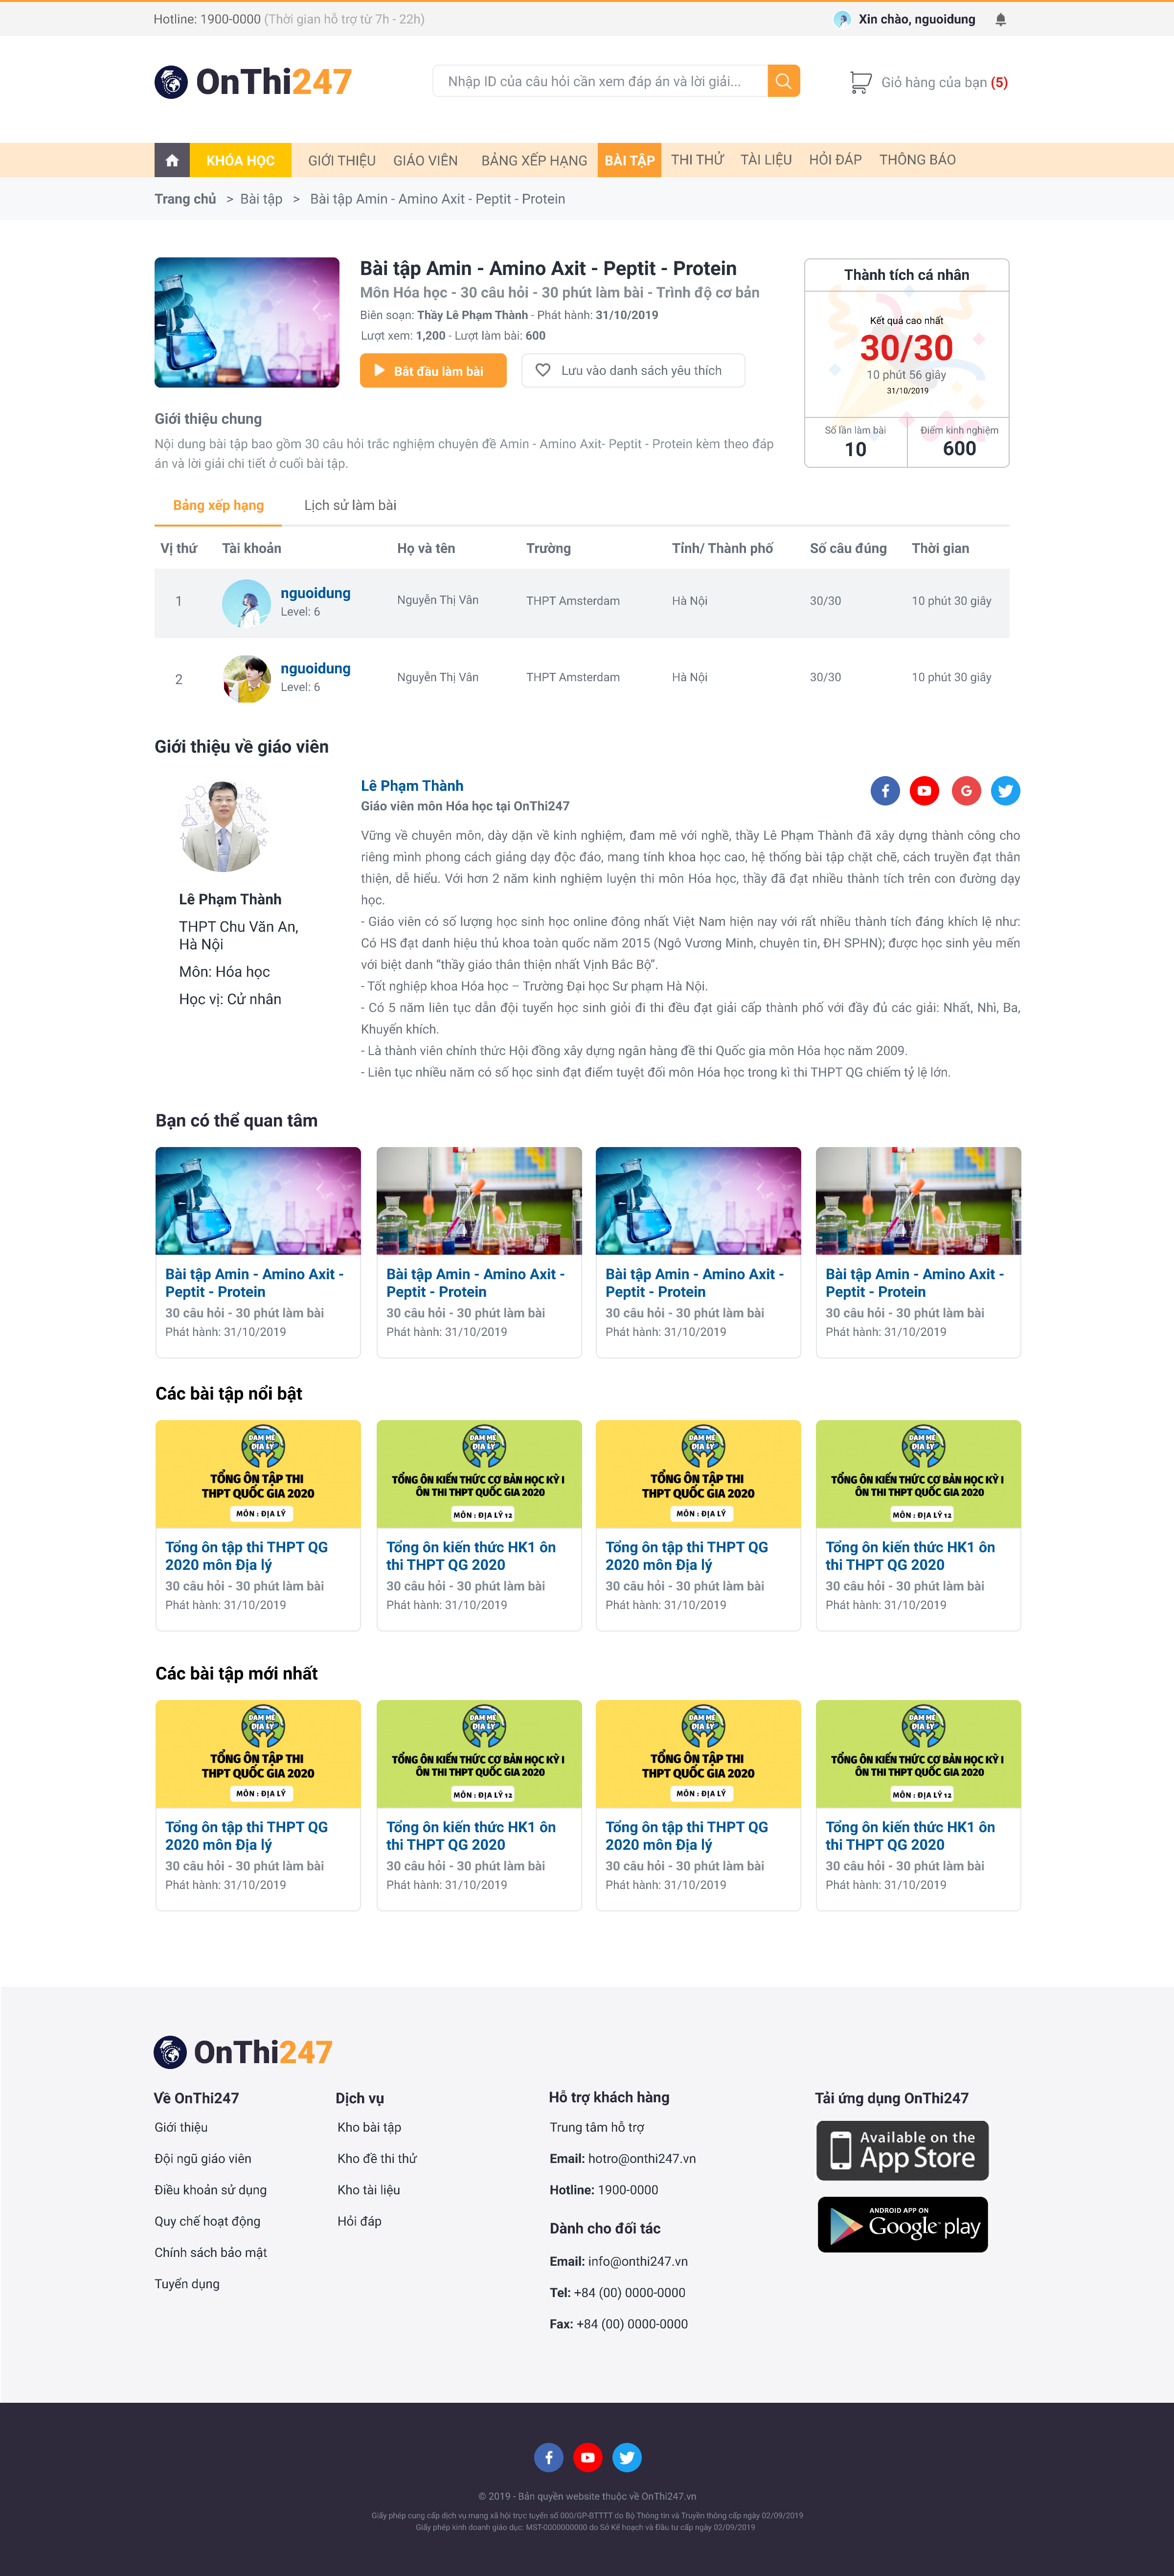 Hotline: 1900-0000 (Thời gian hỗ trợ từ 7h - 22h)
Xin chào, nguoidung
OnThi247
Nhập ID của câu hỏi cần xem đáp án và lời giải...
Giỏ hàng của bạn (5)
KHÓA HỌC GIỚI THIỆU GIÁO VIÊN BẢNG XẾP HẠNG BÀI TẬP THI THỬ TÀI LIỆU HỎI ĐÁP THÔNG BÁO
Trang chủ > Bài tập > Bài tập Amin - Amino Axit - Peptit - Protein
Bài tập Amin - Amino Axit - Peptit - Protein
Môn Hóa học - 30 câu hỏi - 30 phút làm bài - Trình độ cơ bản
Biên soạn: Thầy Lê Phạm Thành - Phát hành: 31/10/2019
Lượt xem: 1,200 - Lượt làm bài: 600
Bắt đầu làm bài
Lưu vào danh sách yêu thích
Thành tích cá nhân
Kết quả cao nhất
30/30
10 phút 56 giây
31/10/2019
Số lần làm bài
10
Điểm kinh nghiệm
600
Giới thiệu chung
Nội dung bài tập bao gồm 30 câu hỏi trắc nghiệm chuyên đề Amin - Amino Axit- Peptit - Protein kèm theo đáp
án và lời giải chi tiết ở cuối bài tập.
Bảng xếp hạng
Lịch sử làm bài
Vị thứ Tài khoản Họ và tên Trường Tỉnh/ Thành phố Số câu đúng Thời gian
1 nguoidung Nguyễn Thị Vân THPT Amsterdam Hà Nội 30/30 10 phút 30 giây
Level: 6
2 nguoidung Nguyễn Thị Vân THPT Amsterdam Hà Nội 30/30 10 phút 30 giây
Level: 6
Giới thiệu về giáo viên
Lê Phạm Thành
THPT Chu Văn An,
Hà Nội
Môn: Hóa học
Học vị: Cử nhân
Lê Phạm Thành
Giáo viên môn Hóa học tại OnThi247
Vững về chuyên môn, dày dặn về kinh nghiệm, đam mê với nghề, thầy Lê Phạm Thành đã xây dựng thành công cho
riêng mình phong cách giảng dạy độc đáo, mang tính khoa học cao, hệ thống bài tập chặt chẽ, cách truyền đạt thân
thiện, dễ hiểu. Với hơn 2 năm kinh nghiệm luyện thi môn Hóa học, thầy đã đạt nhiều thành tích trên con đường dạy
học.
- Giáo viên có số lượng học sinh học online đông nhất Việt Nam hiện nay với rất nhiều thành tích đáng khích lệ như:
Có HS đạt danh hiệu thủ khoa toàn quốc năm 2015 (Ngô Vương Minh, chuyên tin, ĐH SPHN); được học sinh yêu mến
với biệt danh “thầy giáo thân thiện nhất Vịnh Bắc Bộ”.
- Tốt nghiệp khoa Hóa học – Trường Đại học Sư phạm Hà Nội.
- Có 5 năm liên tục dẫn đội tuyển học sinh giỏi đi thi đều đạt giải cấp thành phố với đầy đủ các giải: Nhất, Nhì, Ba,
Khuyến khích.
- Là thành viên chính thức Hội đồng xây dựng ngân hàng đề thi Quốc gia môn Hóa học năm 2009.
- Liên tục nhiều năm có số học sinh đạt điểm tuyệt đối môn Hóa học trong kì thi THPT QG chiếm tỷ lệ lớn.
Bạn có thể quan tâm
Bài tập Amin - Amino Axit -
Peptit - Protein
30 câu hỏi - 30 phút làm bài
Phát hành: 31/10/2019
Bài tập Amin - Amino Axit -
Peptit - Protein
30 câu hỏi - 30 phút làm bài
Phát hành: 31/10/2019
Bài tập Amin - Amino Axit -
Peptit - Protein
30 câu hỏi - 30 phút làm bài
Phát hành: 31/10/2019
Bài tập Amin - Amino Axit -
Peptit - Protein
30 câu hỏi - 30 phút làm bài
Phát hành: 31/10/2019
Các bài tập nổi bật
ĐAM MÊ
ĐỊA LÝ
TỔNG ÔN TẬP THI
THPT QUỐC GIA 2020
MÔN : ĐỊA LÝ
Tổng ôn tập thi THPT QG
2020 môn Địa lý
30 câu hỏi - 30 phút làm bài
Phát hành: 31/10/2019
ĐAM MÊ
ĐỊA LÝ
TỔNG ÔN KIẾN THỨC CƠ BẢN HỌC KỲ I
ÔN THI THPT QUỐC GIA 2020
MÔN : ĐỊA LÝ 12
Tổng ôn kiến thức HK1 ôn
thi THPT QG 2020
30 câu hỏi - 30 phút làm bài
Phát hành: 31/10/2019
ĐAM MÊ
ĐỊA LÝ
TỔNG ÔN TẬP THI
THPT QUỐC GIA 2020
MÔN : ĐỊA LÝ
Tổng ôn tập thi THPT QG
2020 môn Địa lý
30 câu hỏi - 30 phút làm bài
Phát hành: 31/10/2019
ĐAM MÊ
ĐỊA LÝ
TỔNG ÔN KIẾN THỨC CƠ BẢN HỌC KỲ I
ÔN THI THPT QUỐC GIA 2020
MÔN : ĐỊA LÝ 12
Tổng ôn kiến thức HK1 ôn
thi THPT QG 2020
30 câu hỏi - 30 phút làm bài
Phát hành: 31/10/2019
Các bài tập mới nhất
ĐAM MÊ
ĐỊA LÝ
TỔNG ÔN TẬP THI
THPT QUỐC GIA 2020
MÔN : ĐỊA LÝ
Tổng ôn tập thi THPT QG
2020 môn Địa lý
30 câu hỏi - 30 phút làm bài
Phát hành: 31/10/2019
ĐAM MÊ
ĐỊA LÝ
TỔNG ÔN KIẾN THỨC CƠ BẢN HỌC KỲ I
ÔN THI THPT QUỐC GIA 2020
MÔN : ĐỊA LÝ 12
Tổng ôn kiến thức HK1 ôn
thi THPT QG 2020
30 câu hỏi - 30 phút làm bài
Phát hành: 31/10/2019
ĐAM MÊ
ĐỊA LÝ
TỔNG ÔN TẬP THI
THPT QUỐC GIA 2020
MÔN : ĐỊA LÝ
Tổng ôn tập thi THPT QG
2020 môn Địa lý
30 câu hỏi - 30 phút làm bài
Phát hành: 31/10/2019
ĐAM MÊ
ĐỊA LÝ
TỔNG ÔN KIẾN THỨC CƠ BẢN HỌC KỲ I
ÔN THI THPT QUỐC GIA 2020
MÔN : ĐỊA LÝ 12
Tổng ôn kiến thức HK1 ôn
thi THPT QG 2020
30 câu hỏi - 30 phút làm bài
Phát hành: 31/10/2019
OnThi247
Về OnThi247
Giới thiệu
Đội ngũ giáo viên
Điều khoản sử dụng
Quy chế hoạt động
Chính sách bảo mật
Tuyển dụng
Dịch vụ
Kho bài tập
Kho đề thi thử
Kho tài liệu
Hỏi đáp
Hỗ trợ khách hàng
Trung tâm hỗ trợ
Email: hotro@onthi247.vn
Hotline: 1900-0000
Dành cho đối tác
Email: info@onthi247.vn
Tel: +84 (00) 0000-0000
Fax: +84 (00) 0000-0000
Tải ứng dụng OnThi247
Available on the
App Store
ANDROID APP ON
Google play
© 2019 - Bản quyền website thuộc về OnThi247.vn
Giấy phép cung cấp dịch vụ mạng xã hội trực tuyến số 000/GP-BTTTT do Bộ Thông tin và Truyền thông cấp ngày 02/09/2019
Giấy phép kinh doanh giáo dục: MST-0000000000 do Sở Kế hoạch và Đầu tư cấp ngày 02/09/2019